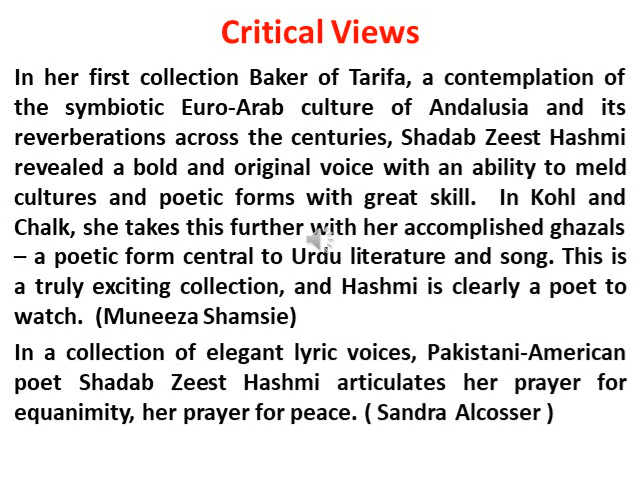 Critical Views
In her first collection Baker of Tarifa, a contemplation of
the symbiotic Euro-Arab culture of Andalusia and its
reverberations across the centuries, Shadab Zeest Hashmi
revealed a bold and original voice with an ability to meld
cultures and poetic forms with great skill.  In Kohl and
Chalk, she takes this further with her accomplished ghazals
– a poetic form central to Urdu literature and song. This is
a truly exciting collection, and Hashmi is clearly a poet to
watch.  (Muneeza Shamsie)
In a collection of elegant lyric voices, Pakistani-American
poet Shadab Zeest Hashmi articulates her prayer for
equanimity, her prayer for peace. ( Sandra Alcosser )